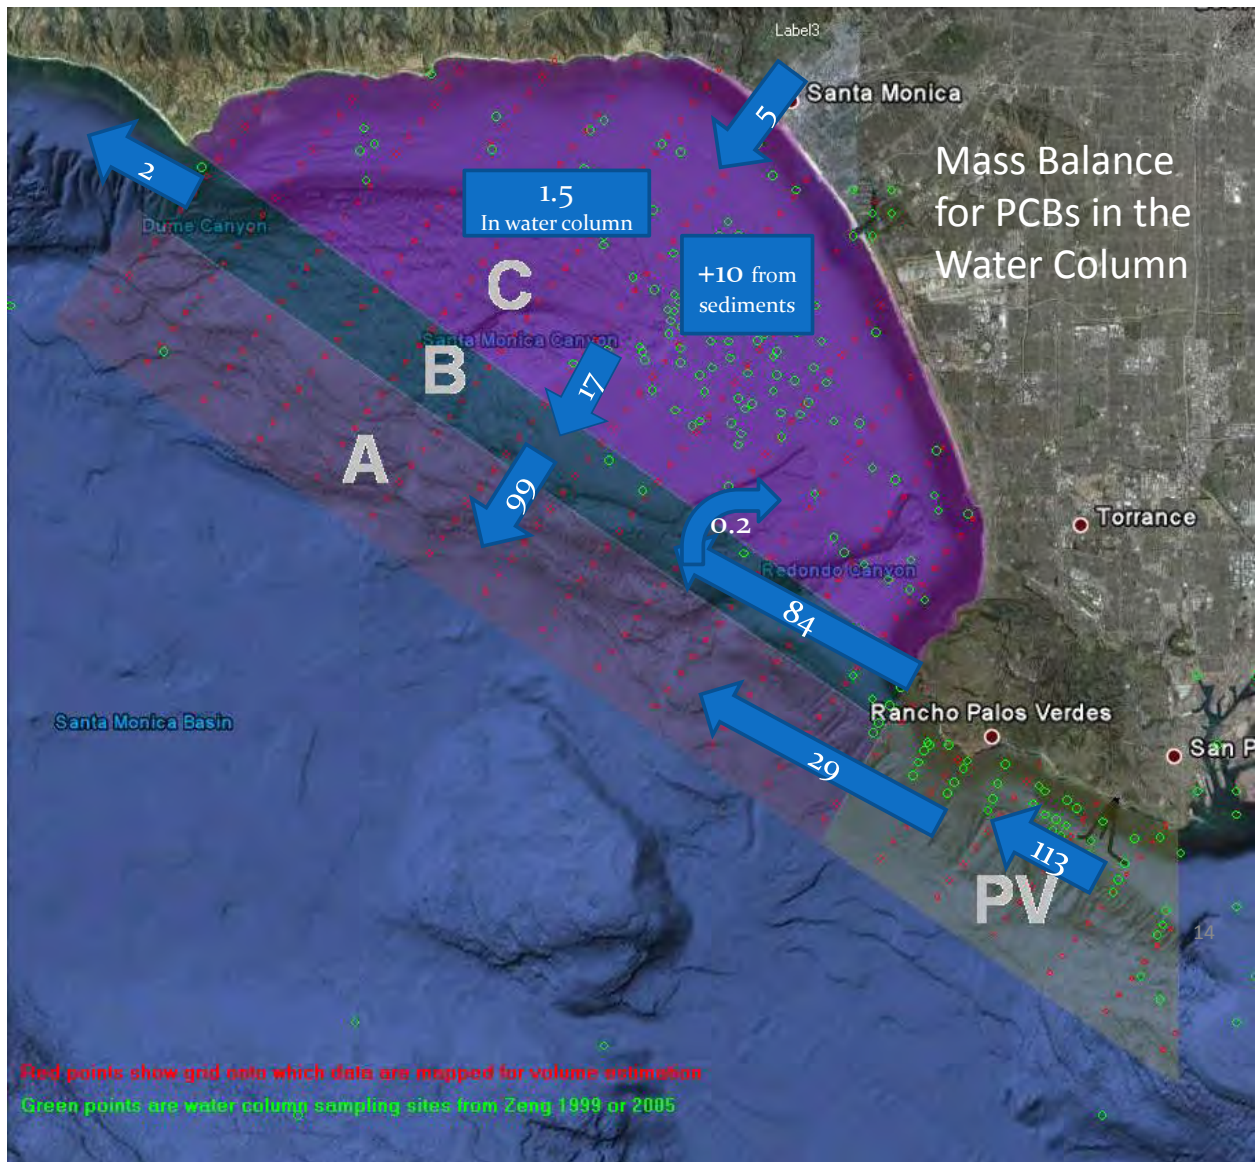 Label3
Santa Monica
5
Mass Balance
for PCBs in the
Water Column
2
1.5
In water column
Dume Canyon
+10 from
sediments
C
Santa Monica Canyon
B
17
A
99
0.2
Torrance
Redondo Canyon
84
Rancho Palos Verdes
Santa Monica Basin
San P
29
113
PV
14
Red points show grid onto which data are mapped for volume estimation
Green points are water column sampling sites from Zeng 1999 or 2005